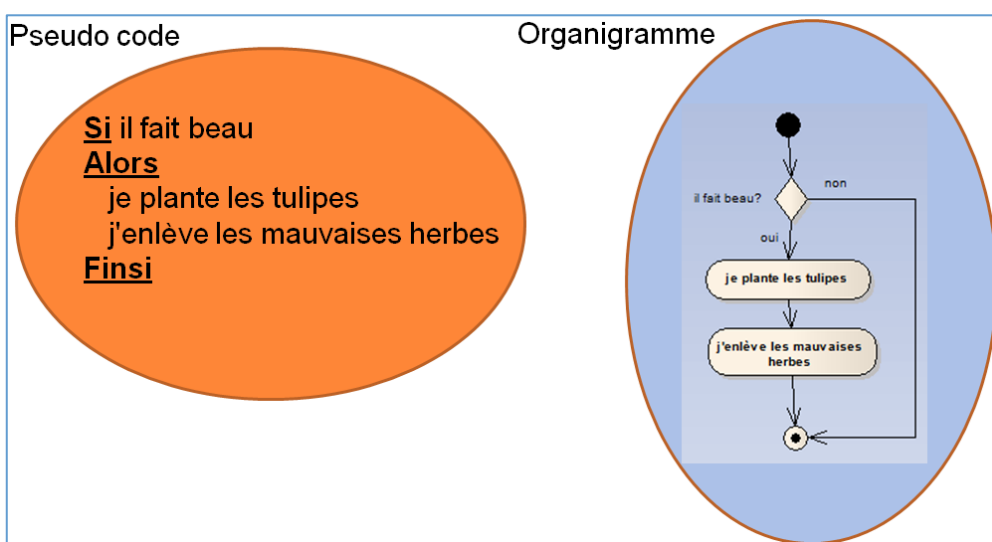 Pseudo code
Si il fait beau
Alors
je plante les tulipes
j'enlève les mauvaises herbes
Finsi
Organigramme
il fait beau?
non
oui
je plante les tulipes
j'enlève les mauvaises
herbes